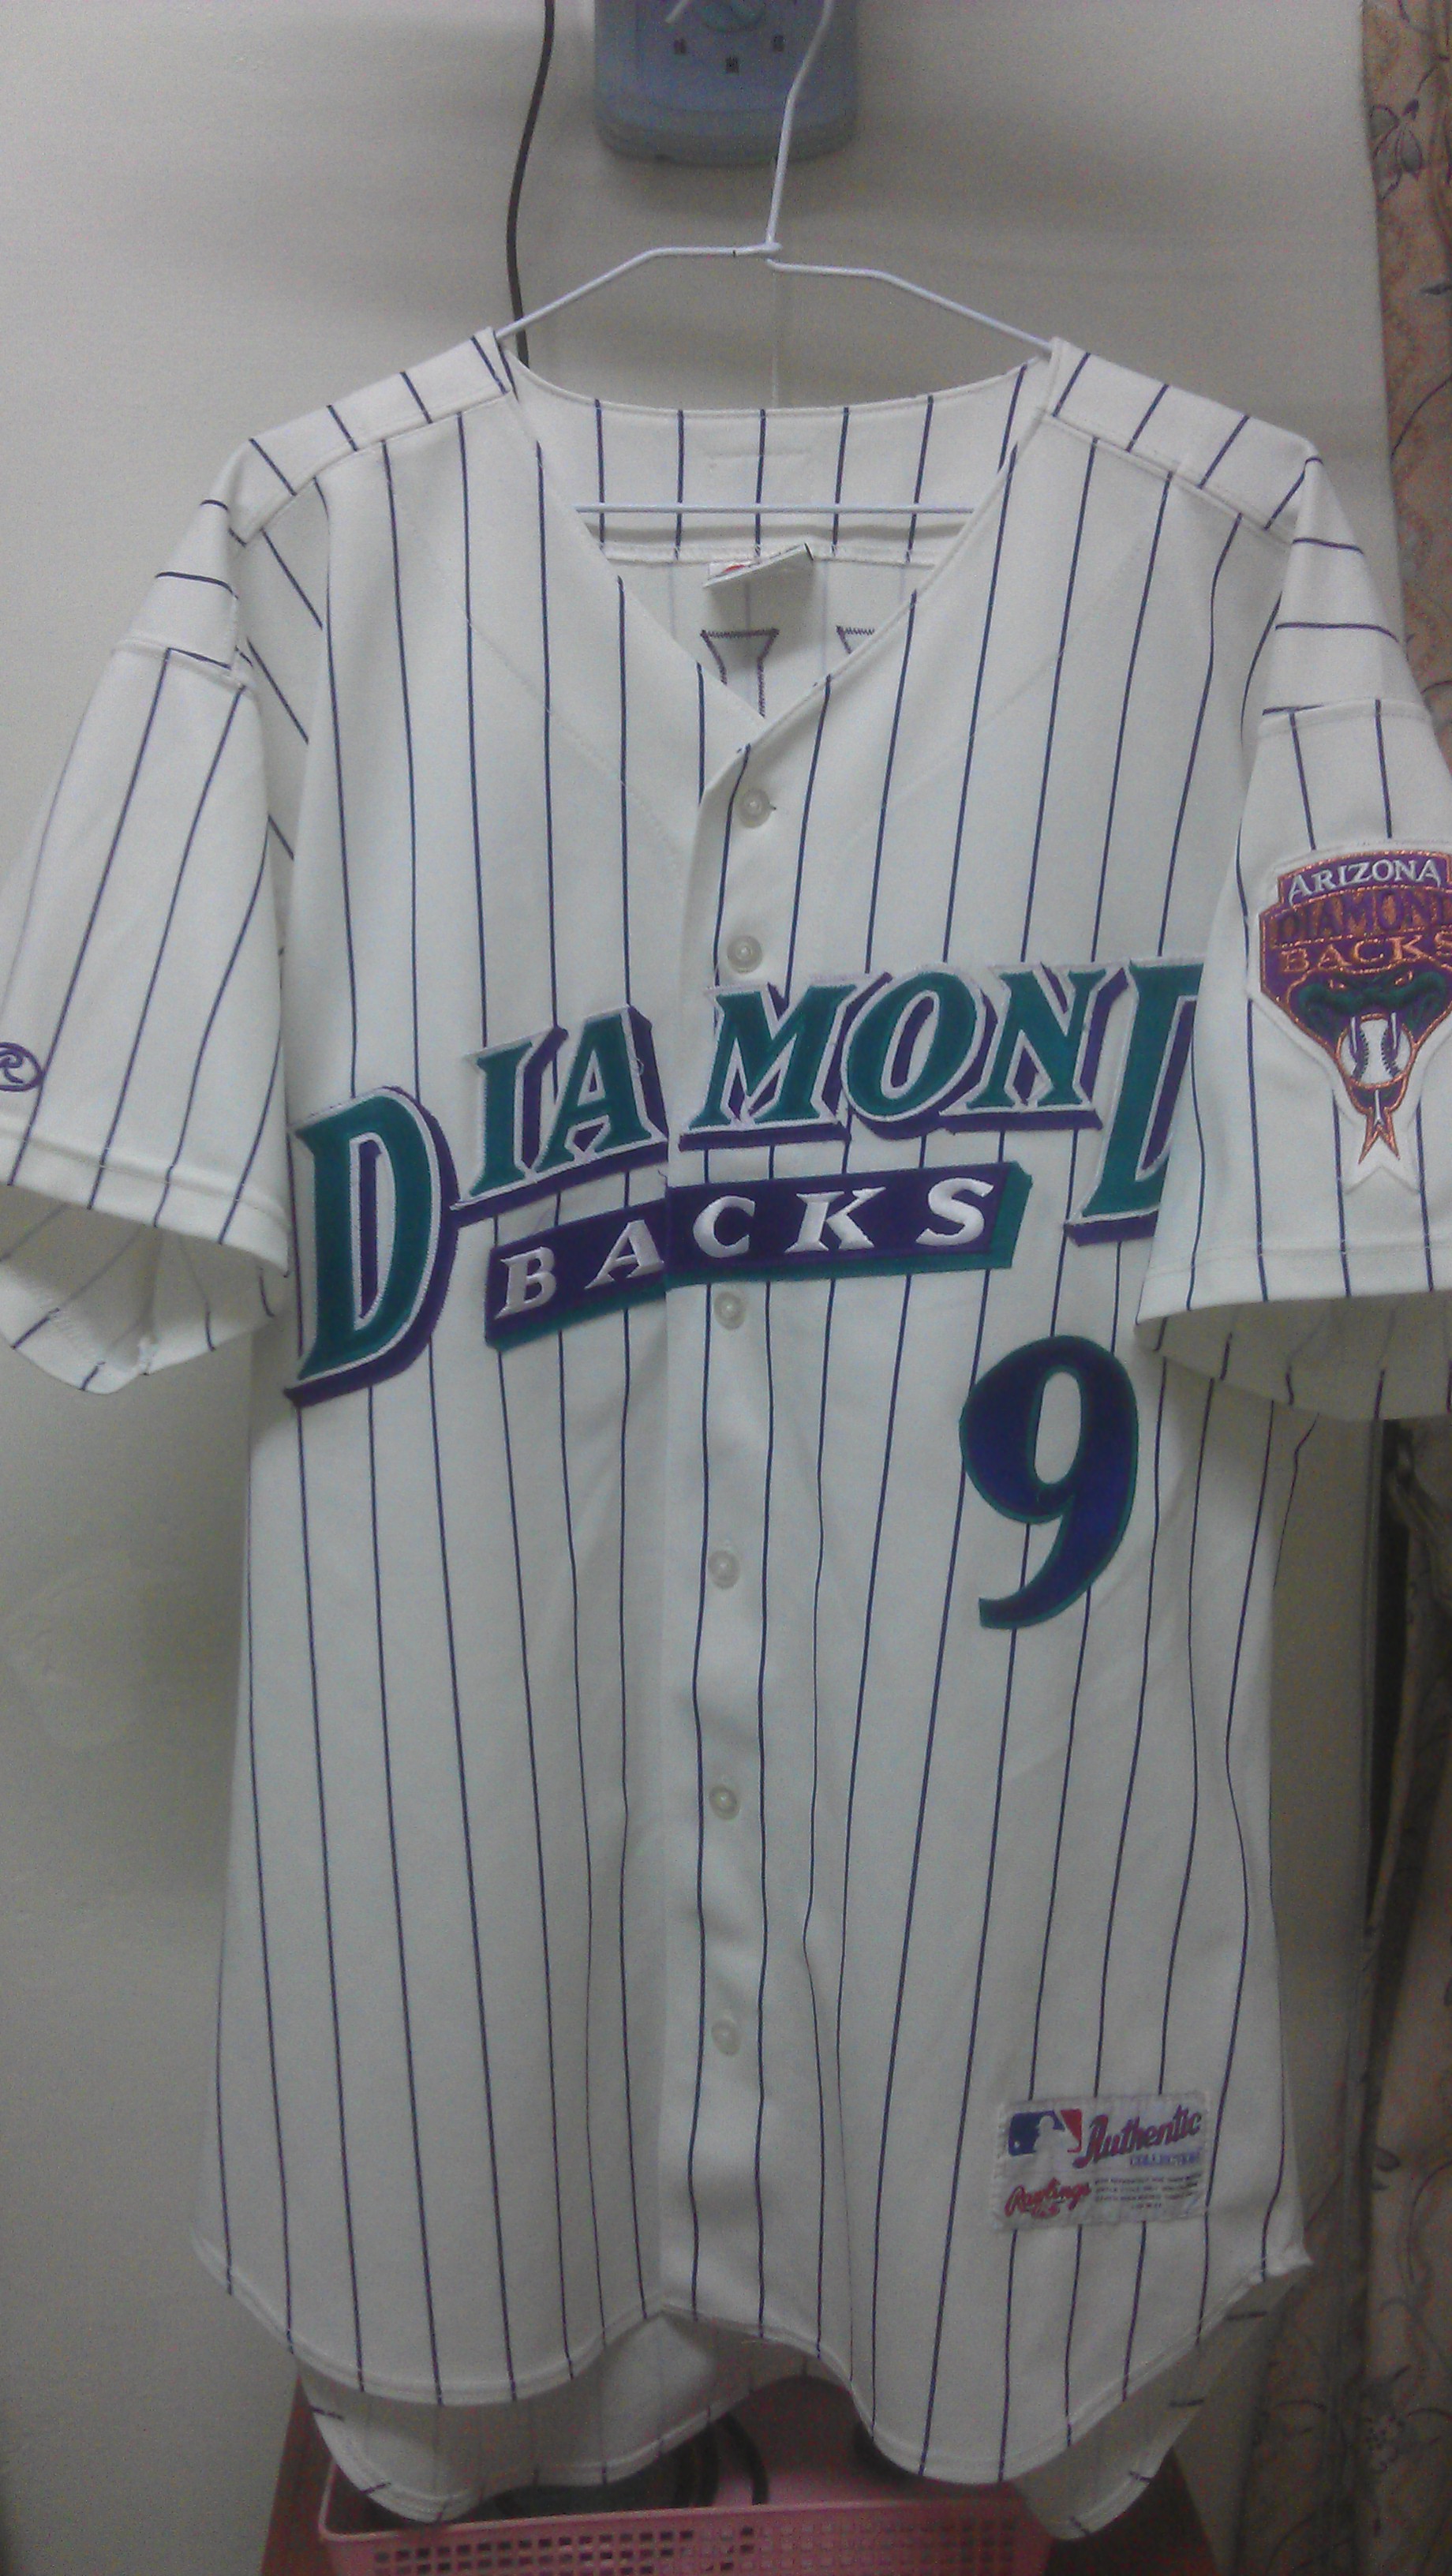 ARIZONA
DIAMOND
BACKS
DIAMOND
BACKS
9
Authentic
COLLECTION
Rawlings